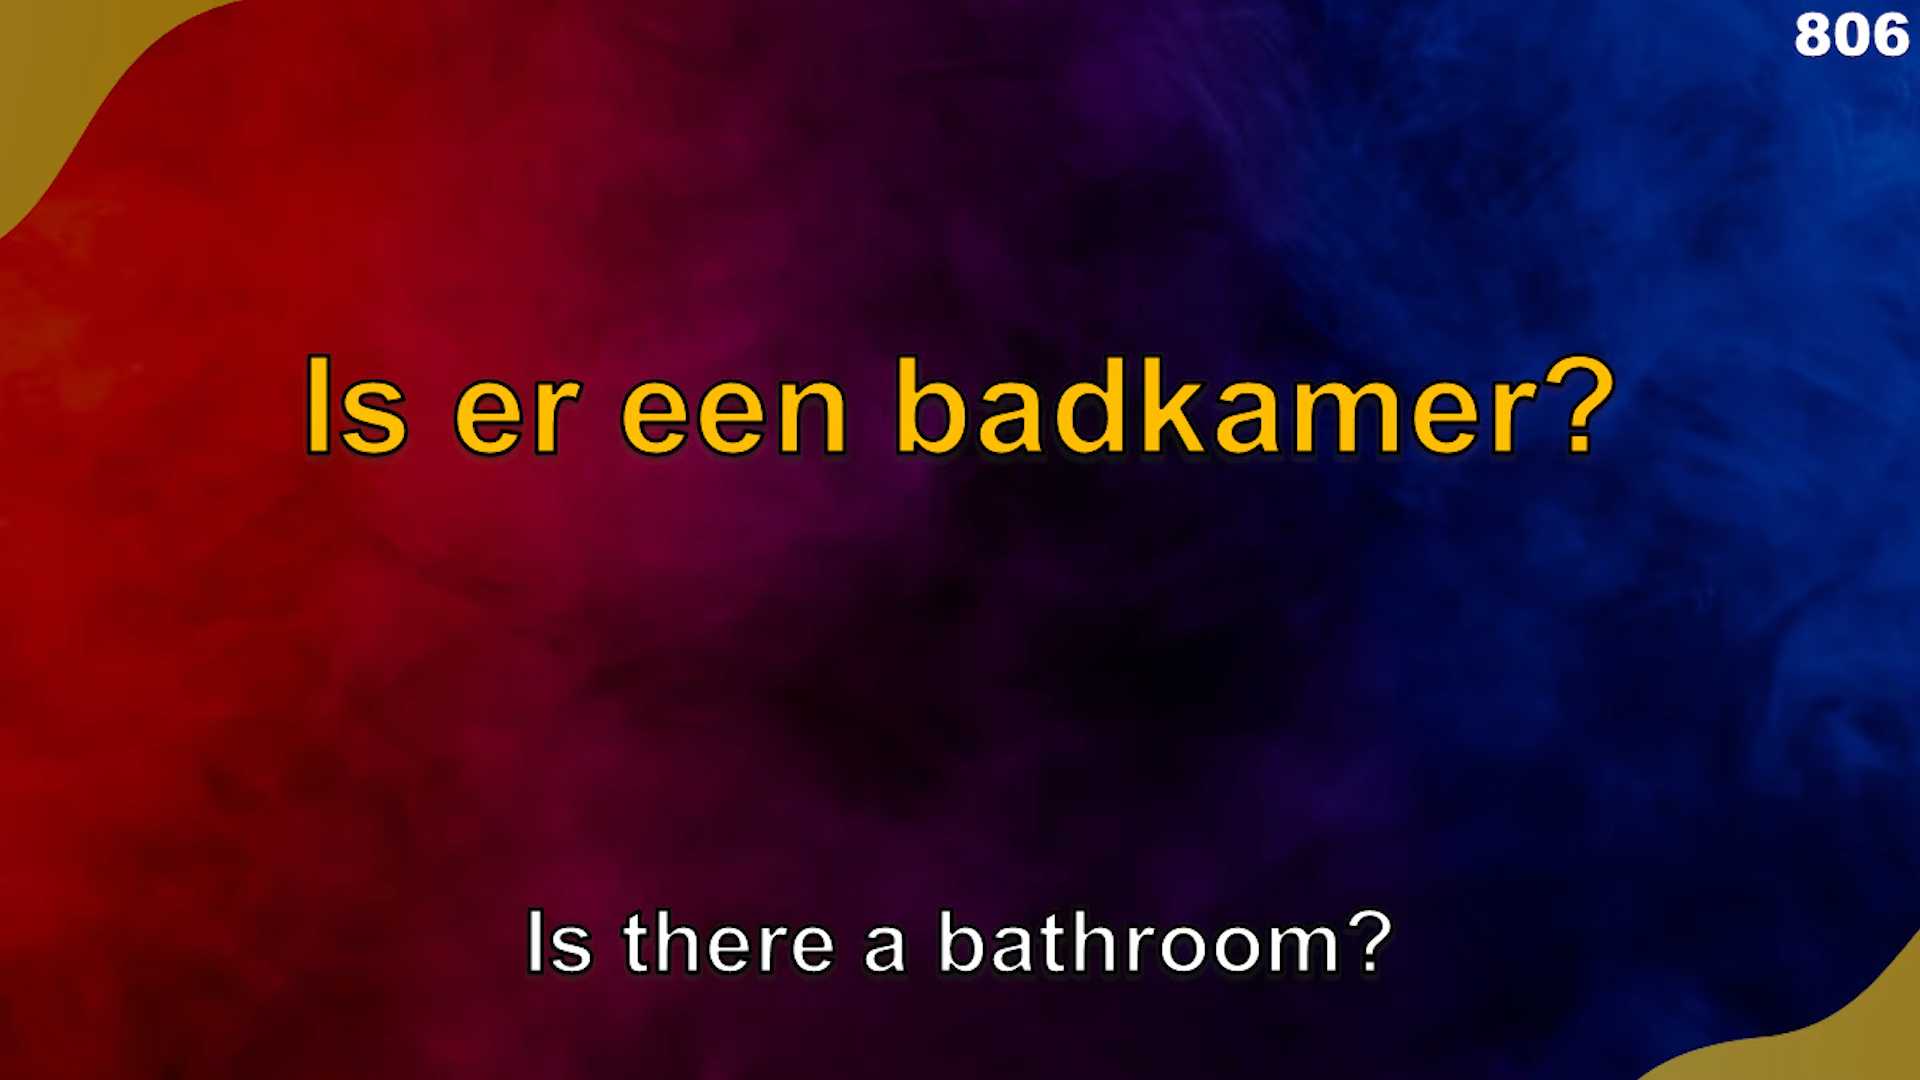 806
Is er een badkamer?
Is there a bathroom?